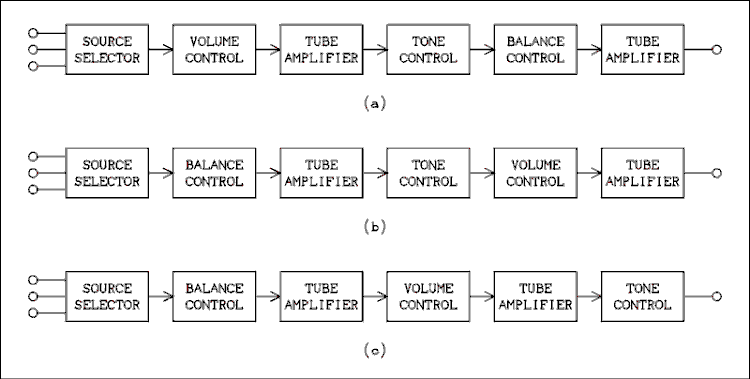 SOURCE SELECTOR
VOLUME CONTROL
TUBE AMPLIFIER
TONE CONTROL
BALANCE CONTROL
TUBE AMPLIFIER
(a)
SOURCE SELECTOR
BALANCE CONTROL
TUBE AMPLIFIER
TONE CONTROL
VOLUME CONTROL
TUBE AMPLIFIER
(b)
SOURCE SELECTOR
BALANCE CONTROL
TUBE AMPLIFIER
VOLUME CONTROL
TUBE AMPLIFIER
TONE CONTROL
(c)